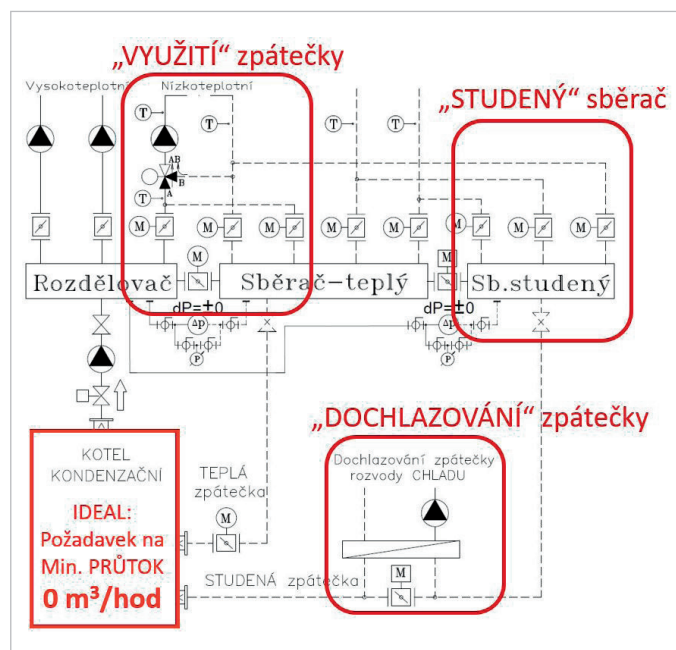 „VYUŽITÍ“ zpátečky
Vysokoteplotní
Nízkoteplotní
„STUDENÝ“ sběrač
T
T
T
T
AB
B
A
T
M
M
M
M
M
M
M
M
M
M
Rozdělovač
Sběrač-teplý
Sb.studený
dP=±0
dP=±0
Δp
Δp
P
P
„DOCHLAZOVÁNÍ“ zpátečky
KOTEL
KONDENZAČNÍ
IDEAL:
Požadavek na
Min. PRŮTOK
0 m³/hod
TEPLÁ
zpátečka
M
Dochlazování zpátečky
rozvody CHLADU
M
STUDENÁ zpátečka